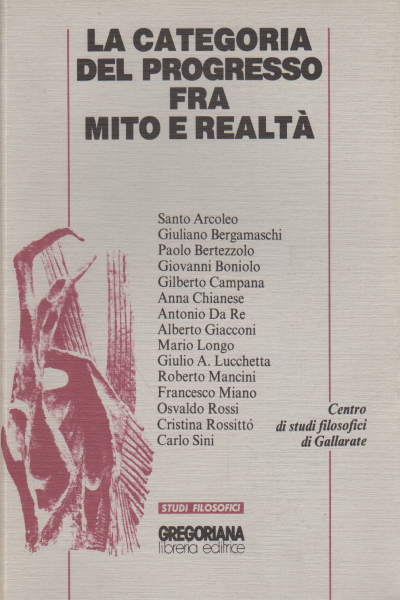 LA CATEGORIA
DEL PROGRESSO
FRA
MITO E REALTÀ
Santo Arcoleo
Giuliano Bergamaschi
Paolo Bertezzolo
Giovanni Boniolo
Gilberto Campana
Anna Chianese
Antonio Da Re
Alberto Giacconi
Mario Longo
Giulio A. Lucchetta
Roberto Mancini
Francesco Miano
Osvaldo Rossi
Cristina Rossittó
Carlo Sini
Centro
di studi filosofici
di Gallarate
STUDI FILOSOFICI
GREGORIANA
libreria editrice